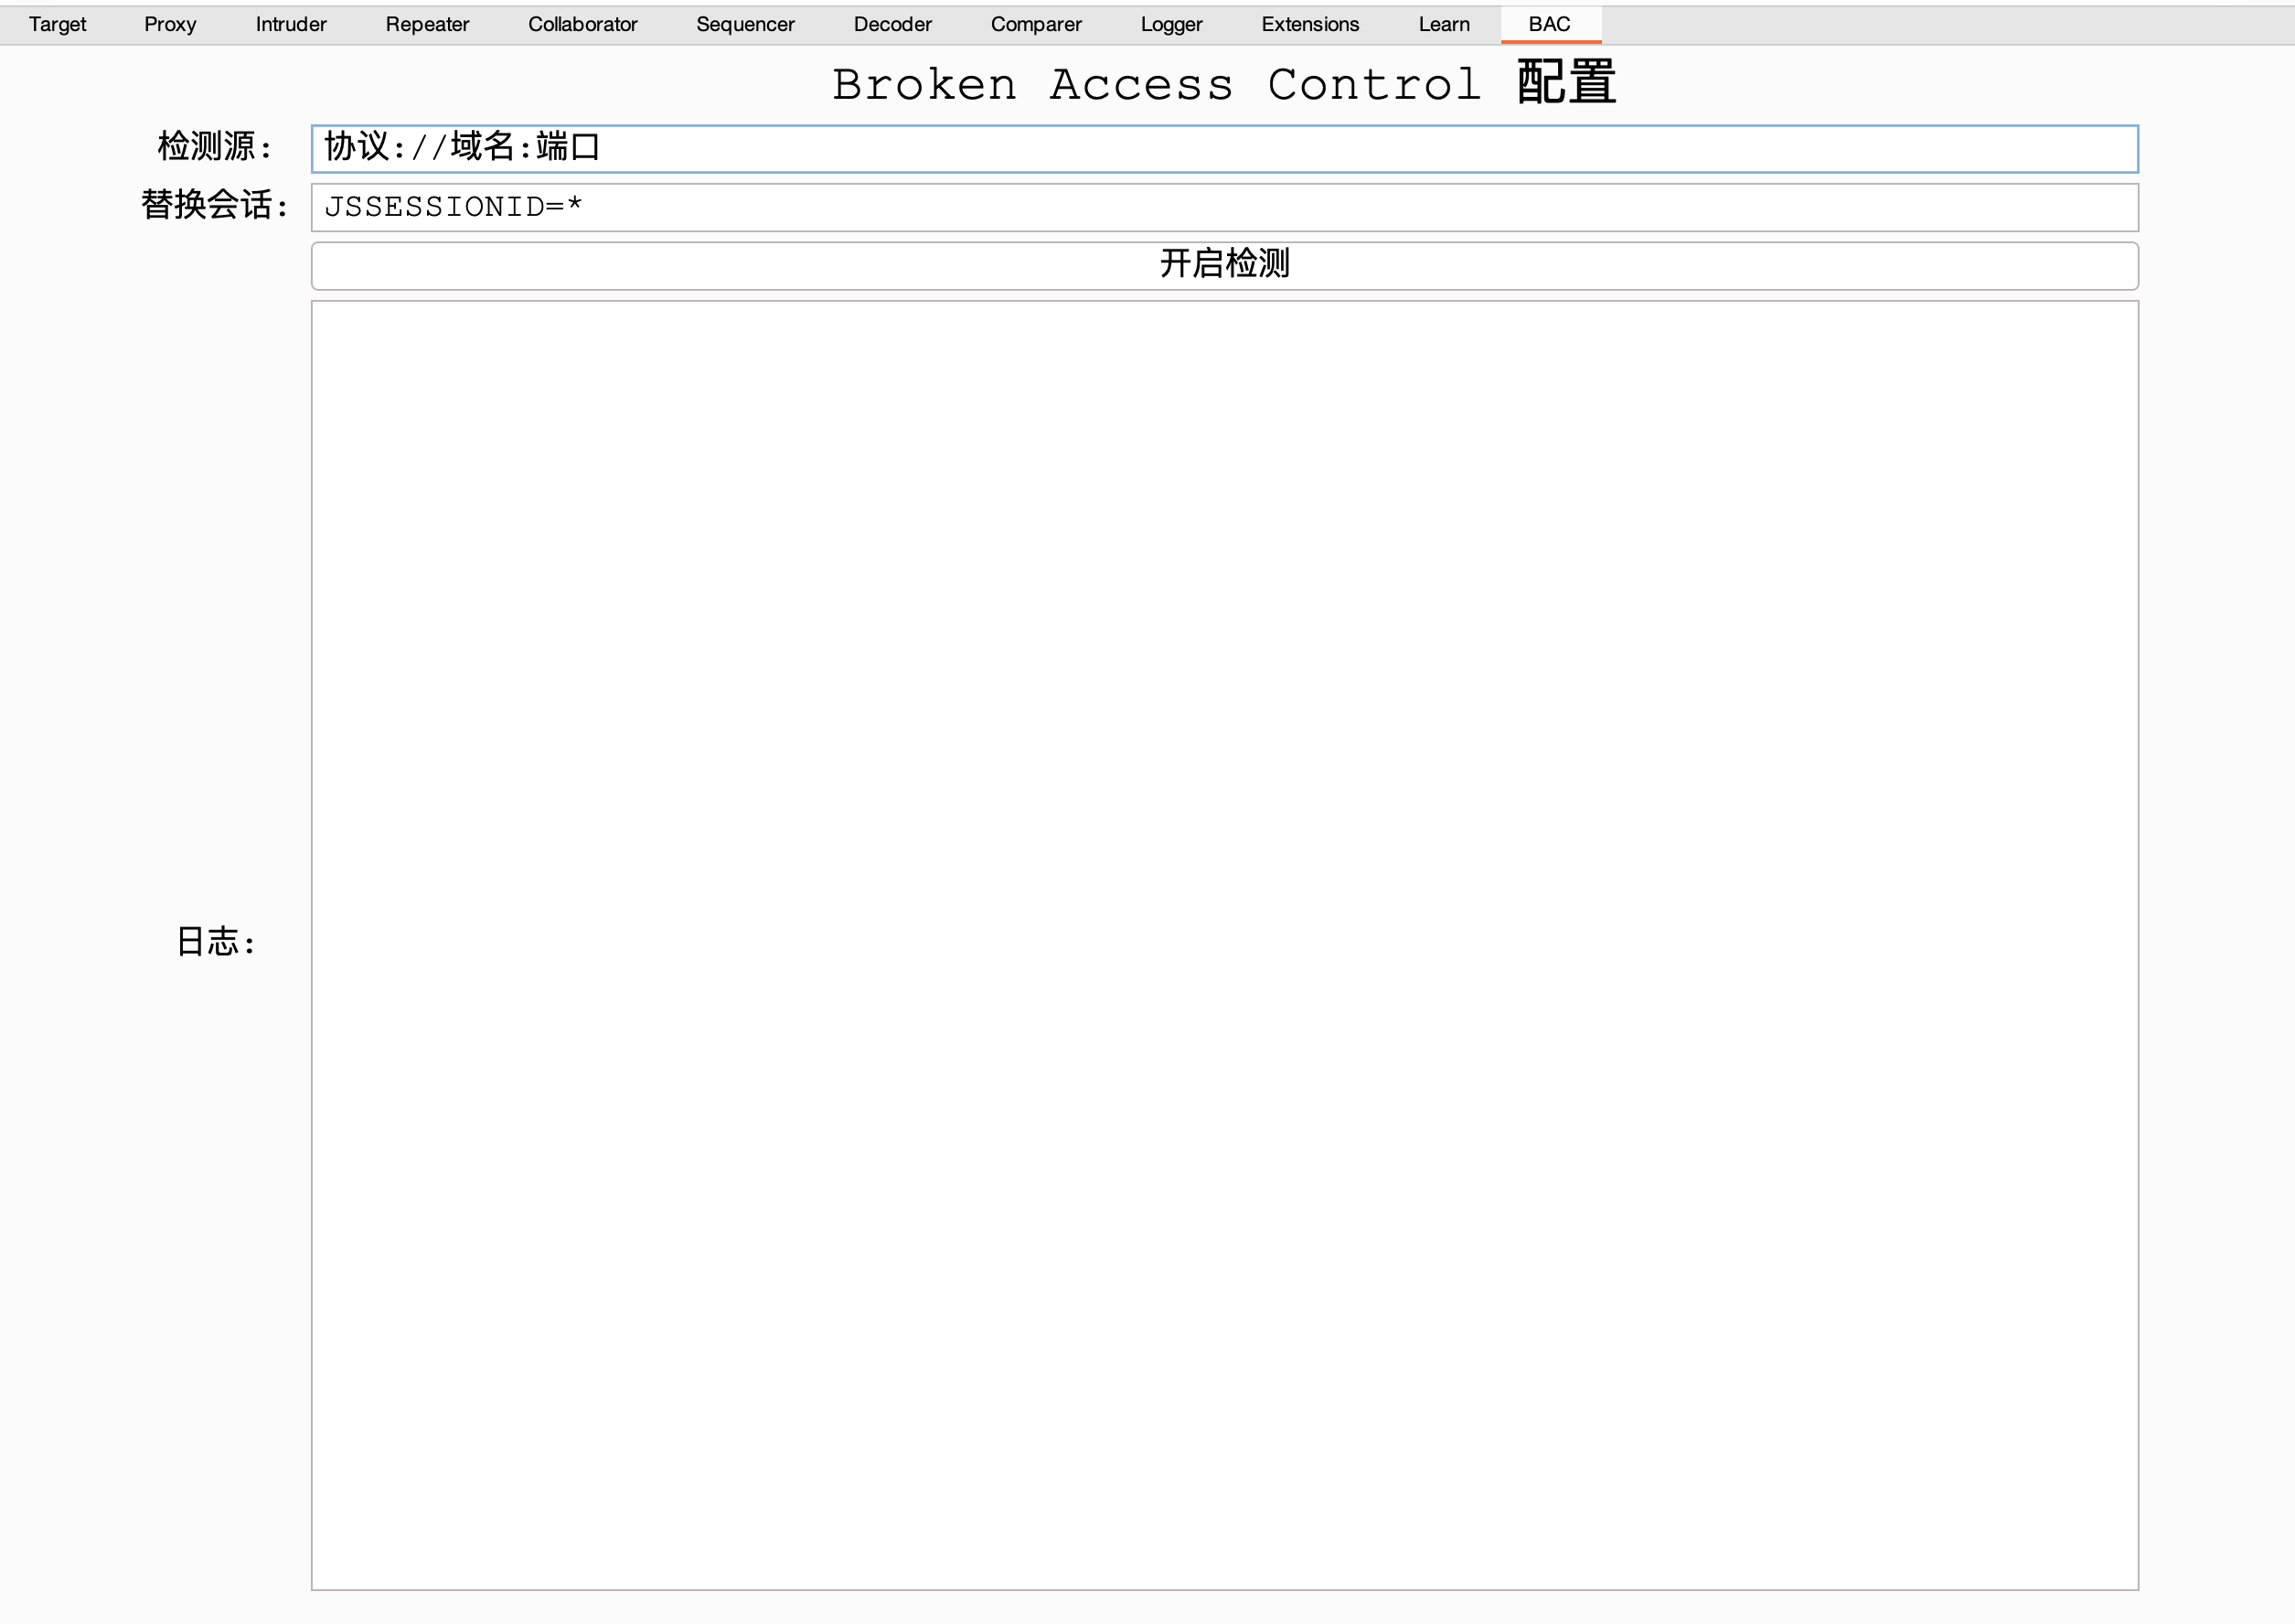 Target Proxy Intruder Repeater Collaborator Sequencer Decoder Comparer Logger Extensions Learn BAC
Broken Access Control 配置
检测源: 协议://域名:端口
替换会话: JSSESSIONID=*
开启检测
日志: